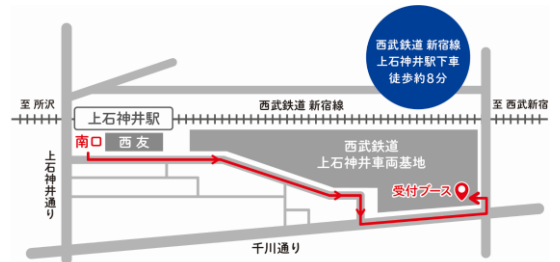 西武鉄道 新宿線
上石神井駅下車
徒歩約8分
至 所沢
上石神井駅
西武鉄道 新宿線
至 西武新宿
南口
西友
西武鉄道
上石神井車両基地
上石神井通り
受付ブース
千川通り